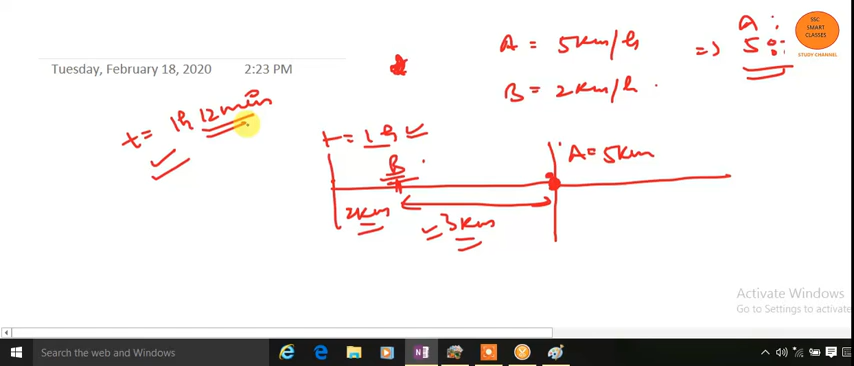 SSC
SMART
CLASSES
STUDY CHANNEL
Tuesday, February 18, 2020 2:23 PM
A = 5km/h
=> 5
A :
B = 2km/h
t = 1h 12min
t = 1h
B
A = 5km
2km
3km
Activate Windows
Go to Settings to activate
Search the web and Windows